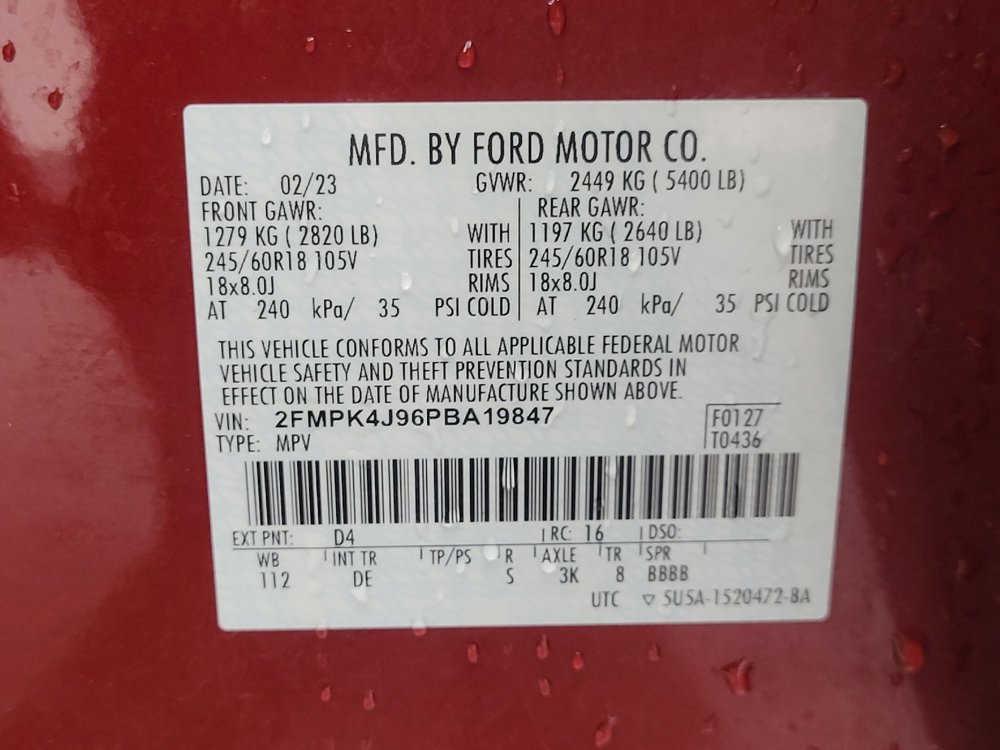 MFD. BY FORD MOTOR CO.
DATE: 02/23 GVWR: 2449 KG ( 5400 LB)
FRONT GAWR: REAR GAWR:
1279 KG ( 2820 LB) WITH 1197 KG ( 2640 LB) WITH
245/60R18 105V TIRES 245/60R18 105V TIRES
18x8.0J RIMS 18x8.0J RIMS
AT 240 kPa/ 35 PSI COLD AT 240 kPa/ 35 PSI COLD
THIS VEHICLE CONFORMS TO ALL APPLICABLE FEDERAL MOTOR
VEHICLE SAFETY AND THEFT PREVENTION STANDARDS IN
EFFECT ON THE DATE OF MANUFACTURE SHOWN ABOVE.
VIN: 2FMPK4J96PBA19847 F0127
TYPE: MPV T0436
EXT PNT: D4 RC: 16 DSO:
WB INT TR TP/PS R AXLE TR SPR
112 DE S 3K 8 BBBB
UTC ▽ 5U5A-1520472-BA